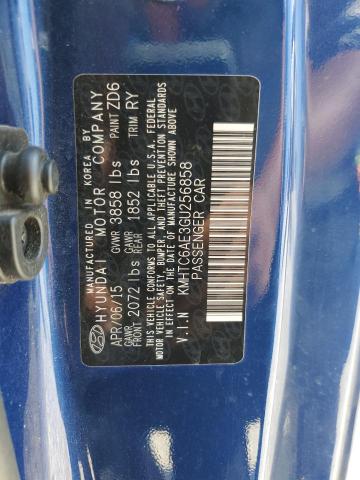 MANUFACTURED IN KOREA BY
HYUNDAI MOTOR COMPANY
APR/06/15 GVWR 3858 lbs PAINT ZD6
GAWR FRONT 2072 lbs GAWR REAR 1852 lbs TRIM RY
THIS VEHICLE CONFORMS TO ALL APPLICABLE U.S.A. FEDERAL
MOTOR VEHICLE SAFETY, BUMPER, AND THEFT PREVENTION STANDARDS
IN EFFECT ON THE DATE OF MANUFACTURE SHOWN ABOVE.
V.I.N KMHTC6AE3GU256858
PASSENGER CAR